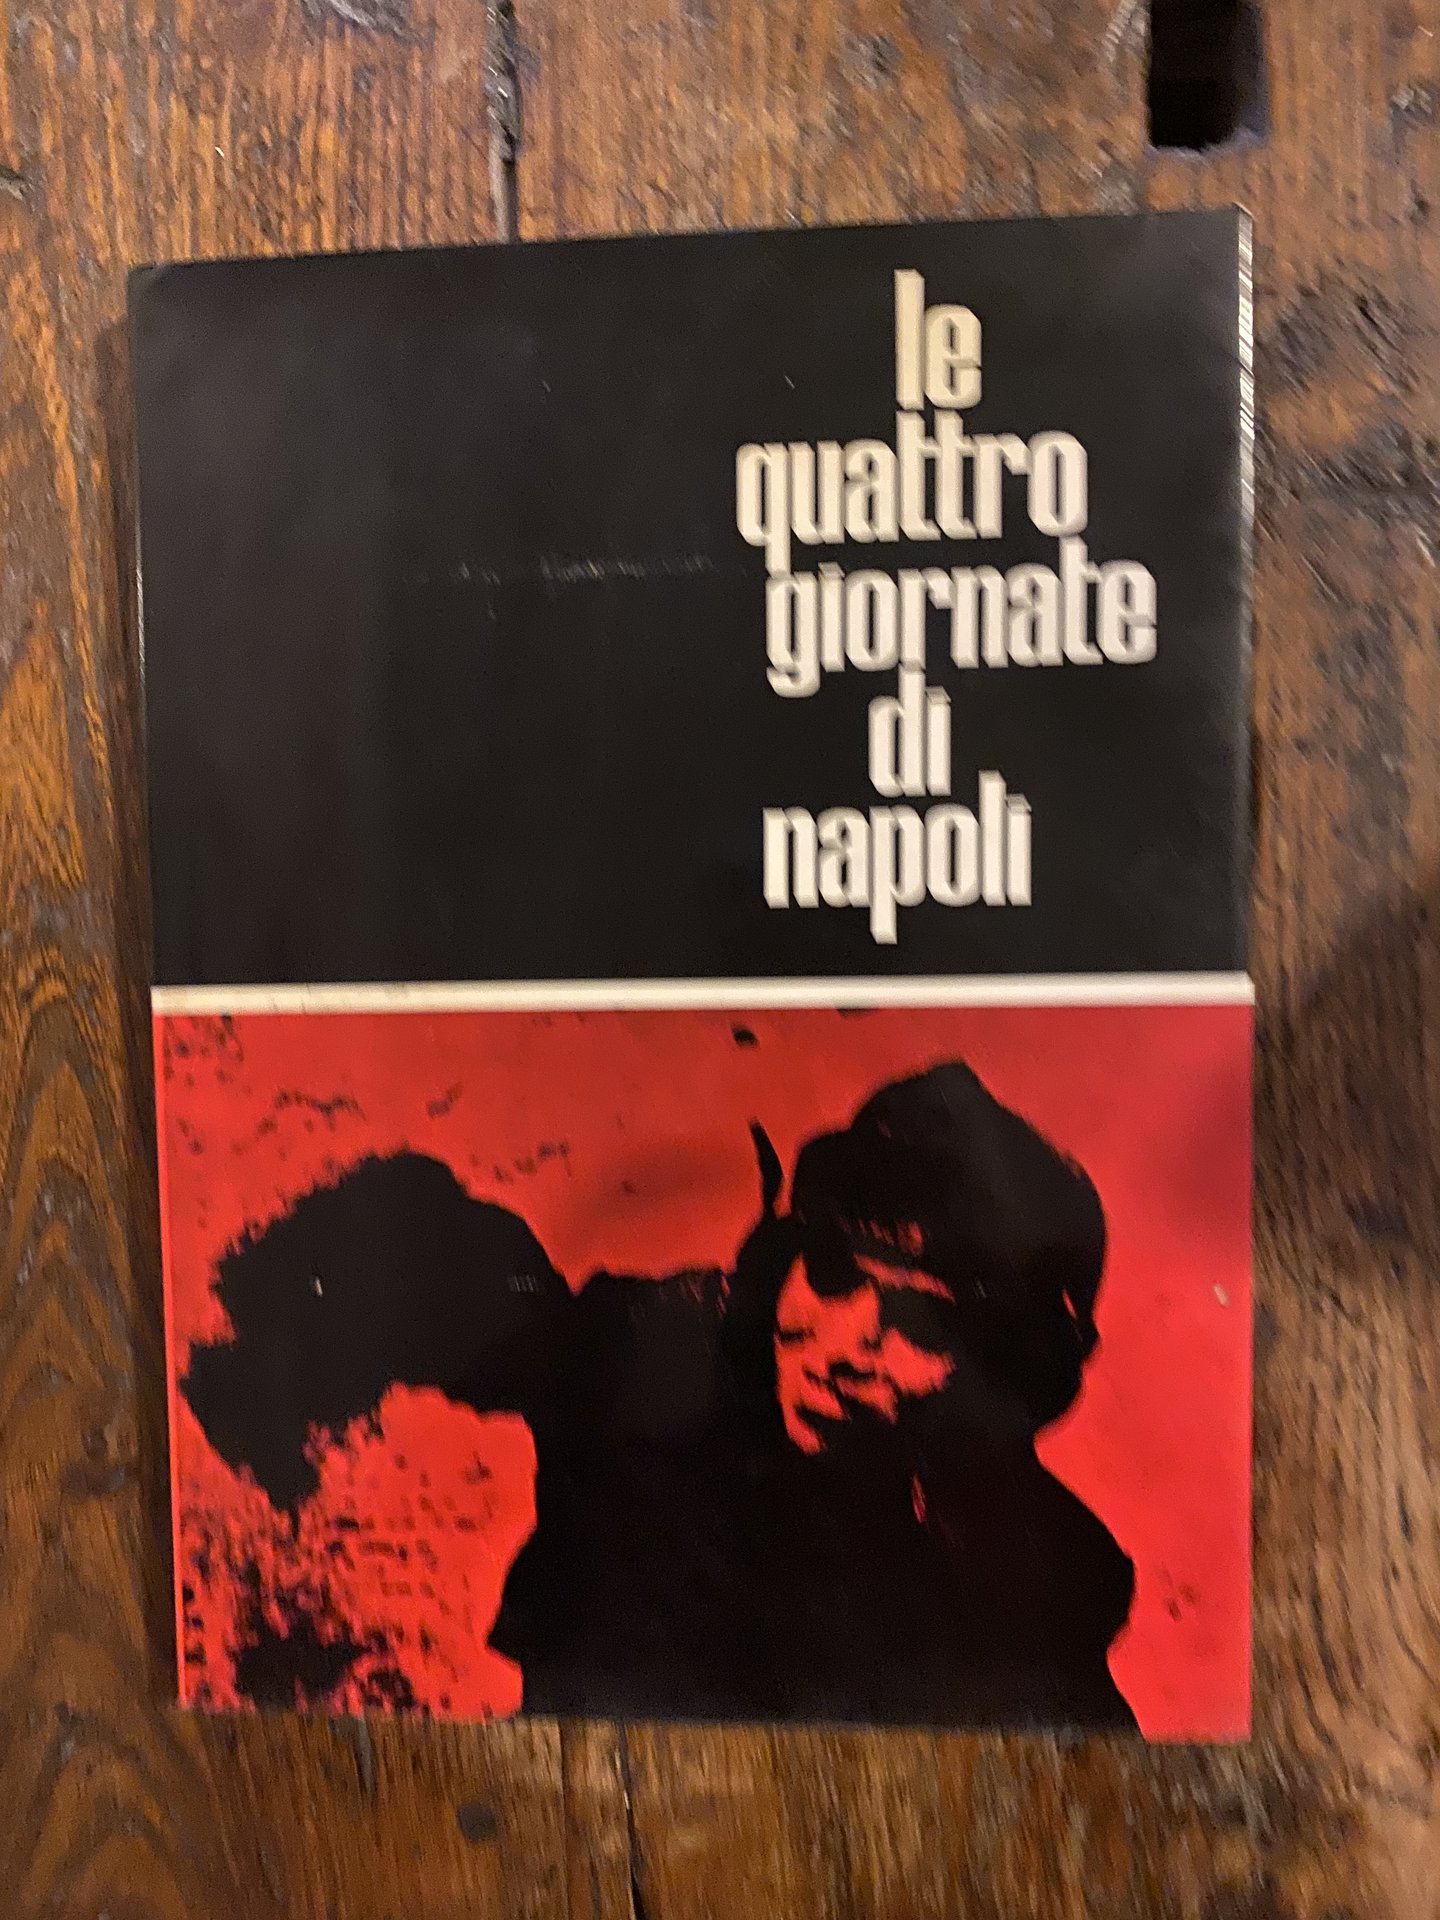 le
quattro
giornate
di
napoli